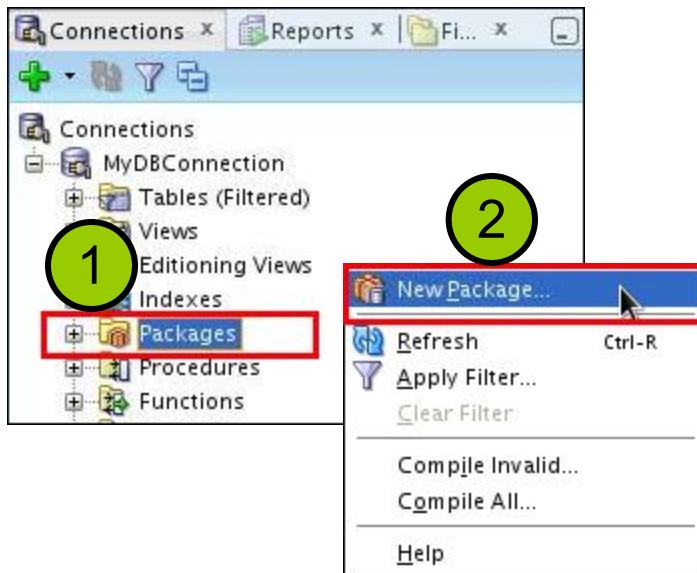 Connections x Reports x Fi... x
Connections
MyDBConnection
Tables (Filtered)
Views
2
1
Editioning Views
Indexes
New Package...
Packages
Refresh Ctrl-R
Procedures
Apply Filter...
Functions
Clear Filter
Compile Invalid...
Compile All...
Help